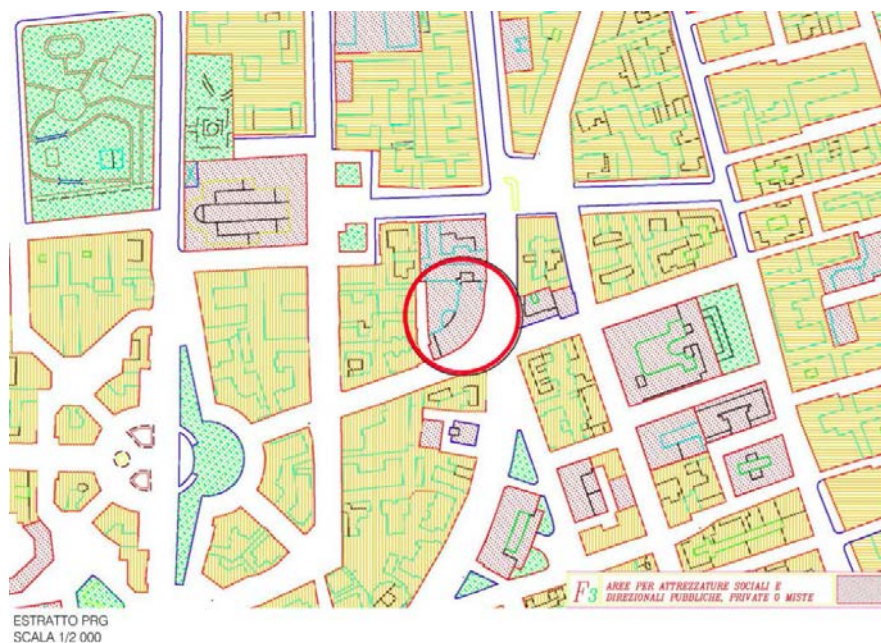 F3 AREE PER ATTREZZATURE SOCIALI E
DIREZIONALI PUBBLICHE, PRIVATE O MISTE
ESTRATTO PRG
SCALA 1/2 000